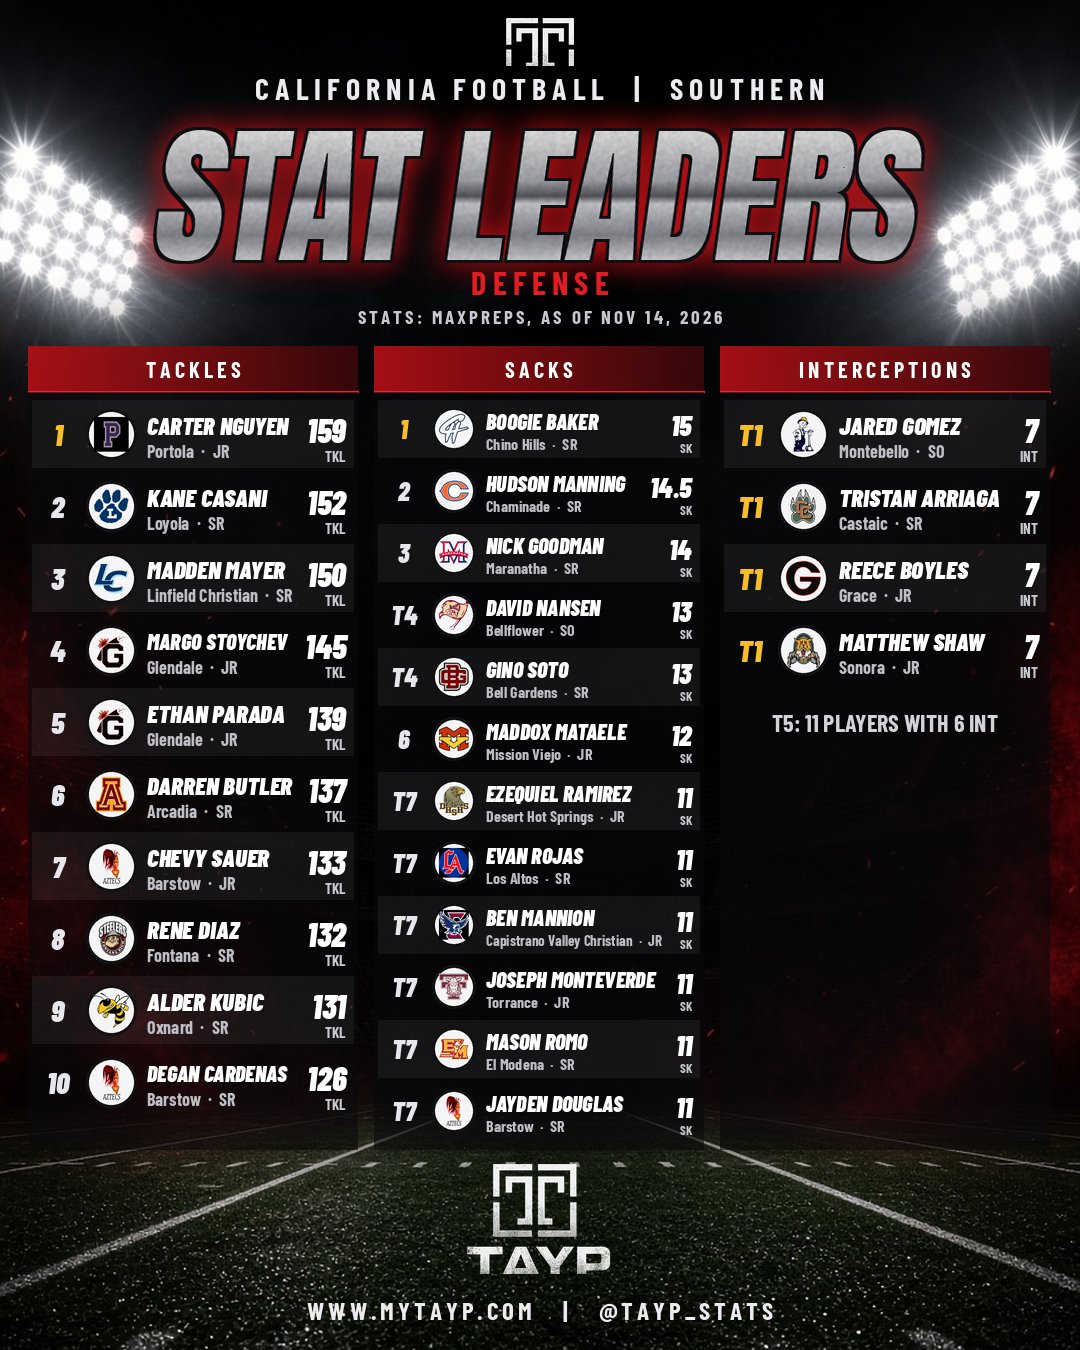 CALIFORNIA FOOTBALL | SOUTHERN
STAT LEADERS
DEFENSE
STATS: MAXPREPS, AS OF NOV 14, 2026
TACKLES
1 P CARTER NGUYEN 159
Portola · JR TKL
2 L KANE CASANI 152
Loyola · SR TKL
3 LC MADDEN MAYER 150
Linfield Christian · SR TKL
4 G MARGO STOYCHEV 145
Glendale · JR TKL
5 G ETHAN PARADA 139
Glendale · JR TKL
6 A DARREN BUTLER 137
Arcadia · SR TKL
7 CHEVY SAUER 133
AZTECS Barstow · JR TKL
8 STEELERS RENE DIAZ 132
Fontana · SR TKL
9 ALDER KUBIC 131
Oxnard · SR TKL
10 DEGAN CARDENAS 126
AZTECS Barstow · SR TKL
SACKS
1 BOOGIE BAKER 15
Chino Hills · SR SK
2 C HUDSON MANNING 14.5
Chaminade · SR SK
3 M NICK GOODMAN 14
Maranatha · SR SK
T4 DAVID NANSEN 13
Bellflower · SO SK
T4 BG GINO SOTO 13
Bell Gardens · SR SK
6 M MADDOX MATAELE 12
Mission Viejo · JR SK
T7 DHSHS EZEQUIEL RAMIREZ 11
Desert Hot Springs · JR SK
T7 LA EVAN ROJAS 11
Los Altos · SR SK
T7 BEN MANNION 11
Capistrano Valley Christian · JR SK
T7 T JOSEPH MONTEVERDE 11
Torrance · JR SK
T7 EM MASON ROMO 11
El Modena · SR SK
T7 JAYDEN DOUGLAS 11
AZTECS Barstow · SR SK
INTERCEPTIONS
T1 JARED GOMEZ 7
Montebello · SO INT
T1 C TRISTAN ARRIAGA 7
Castaic · SR INT
T1 G REECE BOYLES 7
Grace · JR INT
T1 MATTHEW SHAW 7
Sonora · JR INT
T5: 11 PLAYERS WITH 6 INT
TAYP
WWW.MYTAYP.COM | @TAYP_STATS